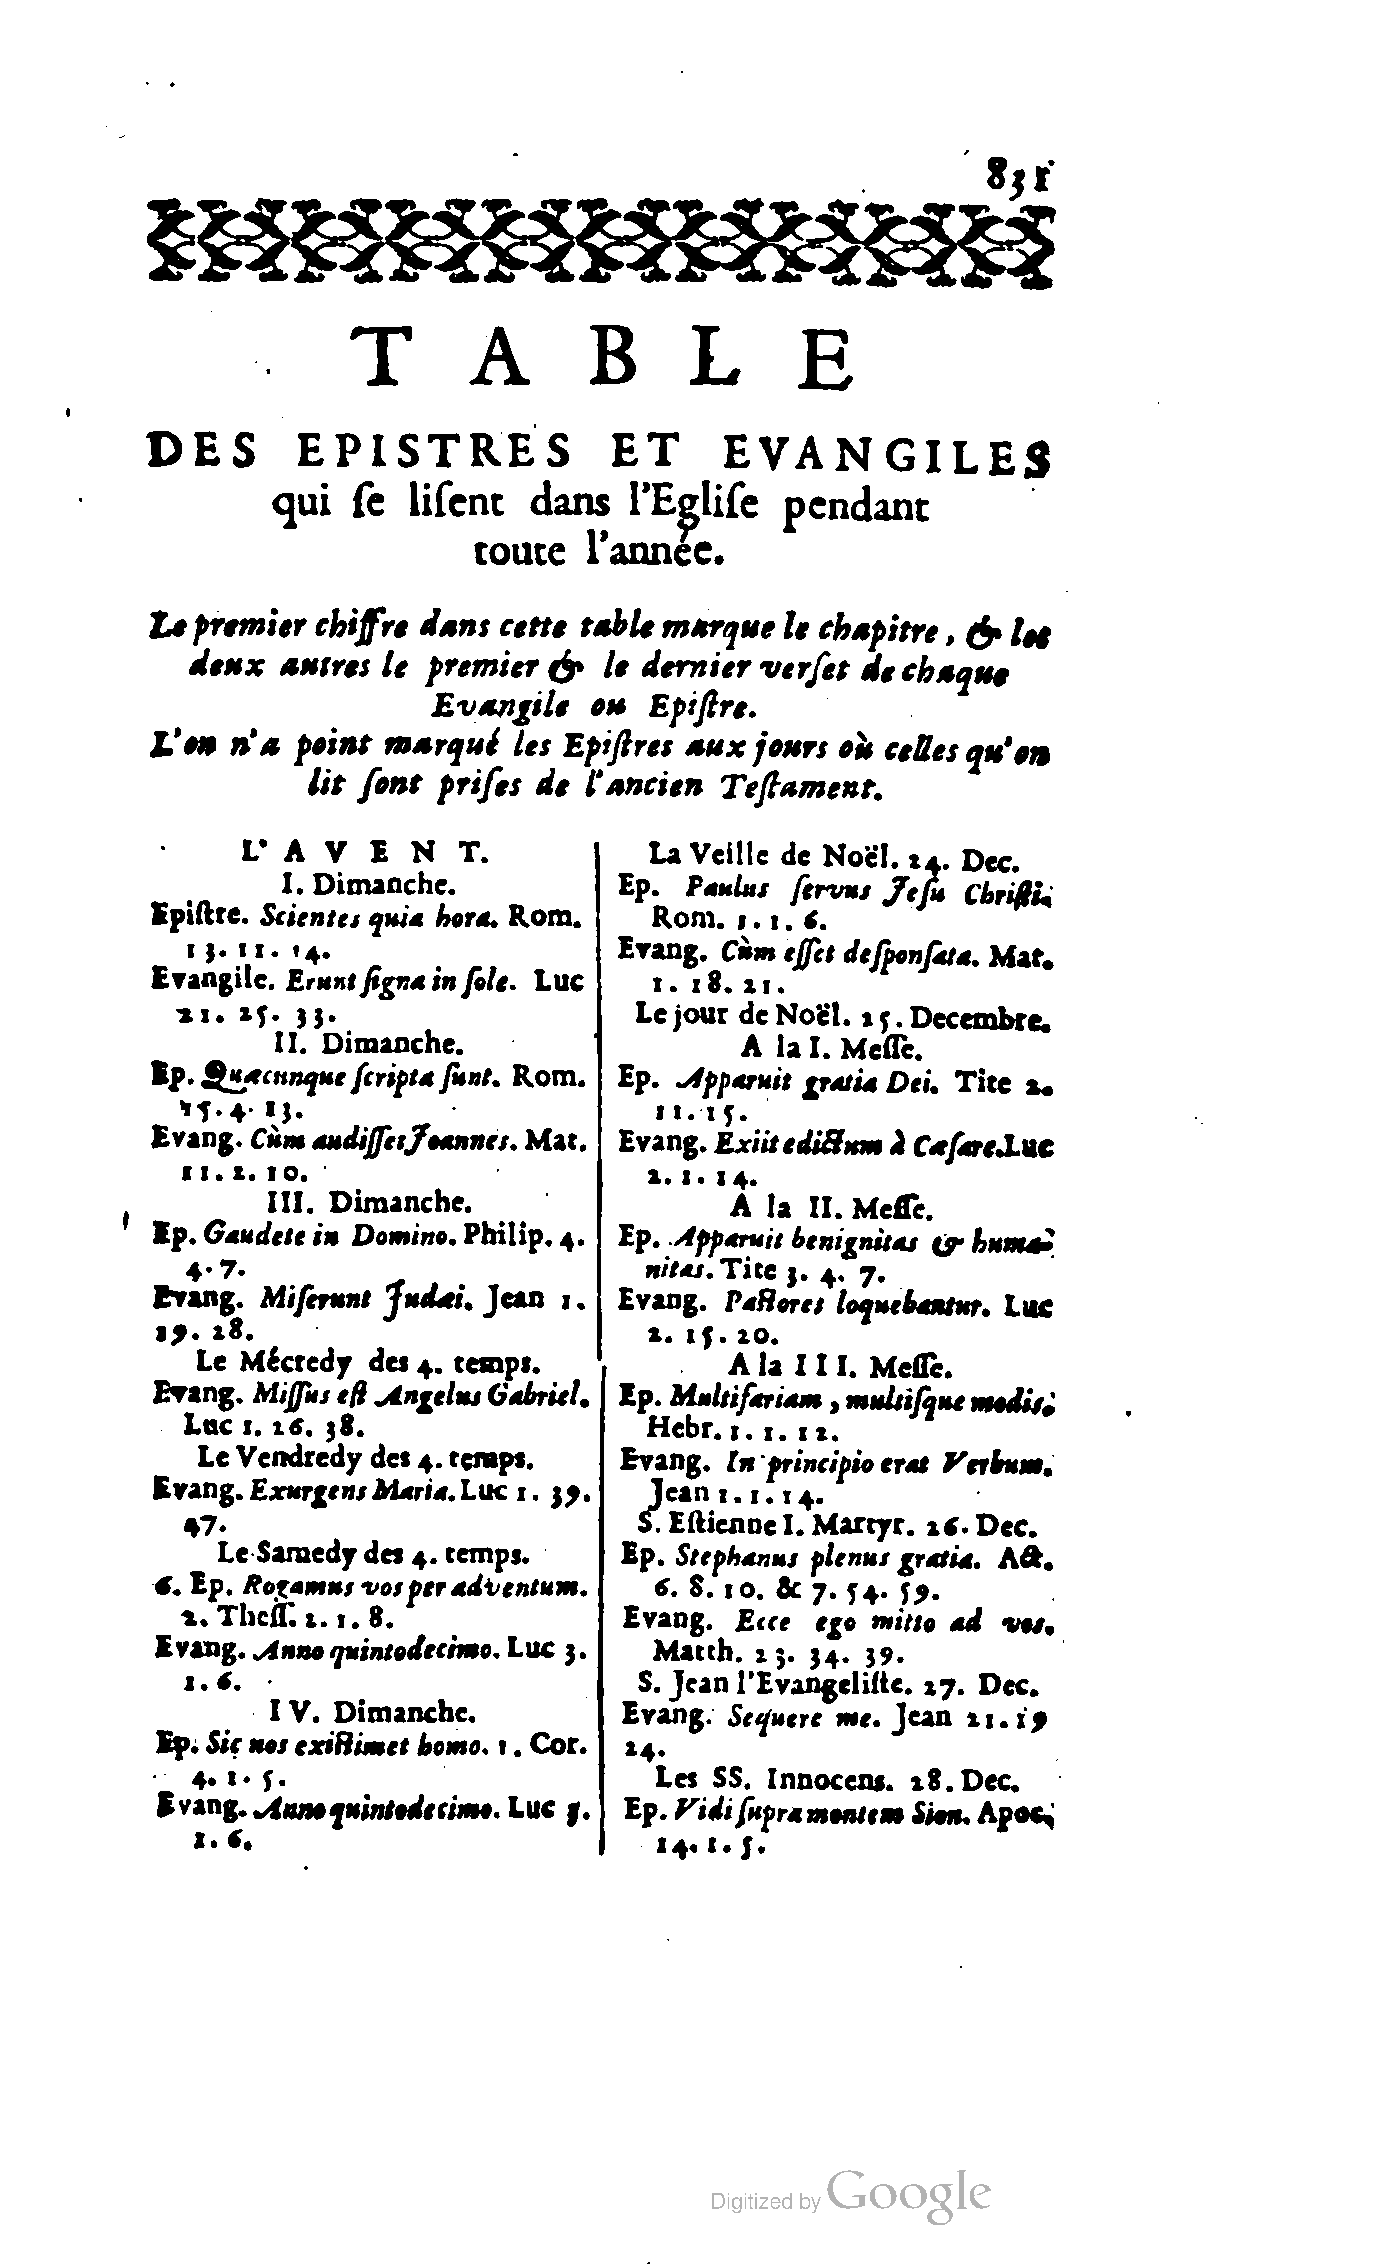 831
T A B L E
DES EPISTRES ET EVANGILES
qui ſe liſent dans l'Egliſe pendant
toute l'année.
Le premier chiffre dans cette table marque le chapitre, & les
deux autres le premier & le dernier verſet de chaque
Evangile ou Epiſtre.
L'on n'a point marqué les Epiſtres aux jours où celles qu'on
lit ſont priſes de l'ancien Teſtament.
L' A V E N T.
I. Dimanche.
Epiſtre. Scientes quia hora. Rom.
13. 11. 14.
Evangile. Erunt ſigna in ſole. Luc
21. 25. 33.
II. Dimanche.
Ep. Quæcunque ſcripta ſunt. Rom.
15. 4. 13.
Evang. Cùm audiſſet Joannes. Mat.
11. 2. 10.
III. Dimanche.
Ep. Gaudete in Domino. Philip. 4.
4. 7.
Evang. Miſerunt Judæi. Jean 1.
19. 28.
Le Mécredy des 4. temps.
Evang. Miſſus eſt Angelus Gabriel.
Luc 1. 26. 38.
Le Vendredy des 4. temps.
Evang. Exurgens Maria. Luc 1. 39.
47.
Le Samedy des 4. temps.
6. Ep. Rogamus vos per adventum.
2. Theſſ. 2. 1. 8.
Evang. Anno quintodecimo. Luc 3.
1. 6.
IV. Dimanche.
Ep. Sic nos exiſtimet homo. 1. Cor.
4. 1. 5.
Evang. Anno quintodecimo. Luc 3.
1. 6.
La Veille de Noël. 24. Dec.
Ep. Paulus ſervus Jeſu Chriſti.
Rom. 1. 1. 6.
Evang. Cùm eſſet deſponſata. Mat.
1. 18. 21.
Le jour de Noël. 25. Decembre.
A la I. Meſſe.
Ep. Apparuit gratia Dei. Tite 2.
11. 15.
Evang. Exiit edictum à Cæſare. Luc
2. 1. 14.
A la II. Meſſe.
Ep. Apparuit benignitas & huma-
nitas. Tite 3. 4. 7.
Evang. Paſtores loquebantur. Luc
2. 15. 20.
A la III. Meſſe.
Ep. Multifariam, multiſque modis.
Hebr. 1. 1. 12.
Evang. In principio erat Verbum.
Jean 1. 1. 14.
S. Eſtienne I. Martyr. 26. Dec.
Ep. Stephanus plenus gratia. Act.
6. 8. 10. & 7. 54. 59.
Evang. Ecce ego mitto ad vos.
Matth. 23. 34. 39.
S. Jean l'Evangeliſte. 27. Dec.
Evang. Sequere me. Jean 21. 19
24.
Les SS. Innocens. 28. Dec.
Ep. Vidi ſupra montem Sion. Apoc.
14. 1. 5.
Digitized by Google